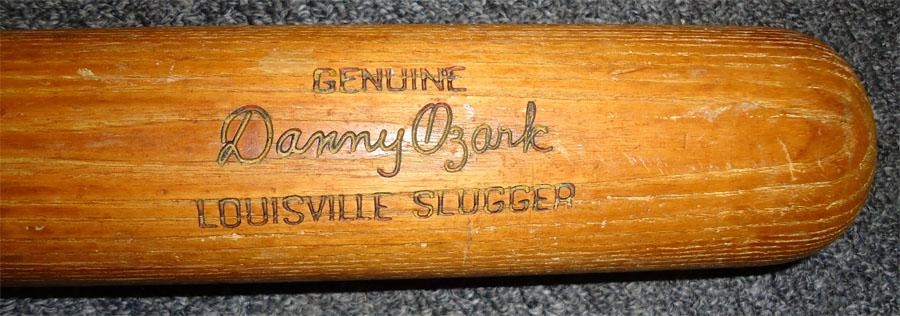 GENUINE
Danny Ozark
LOUISVILLE SLUGGER